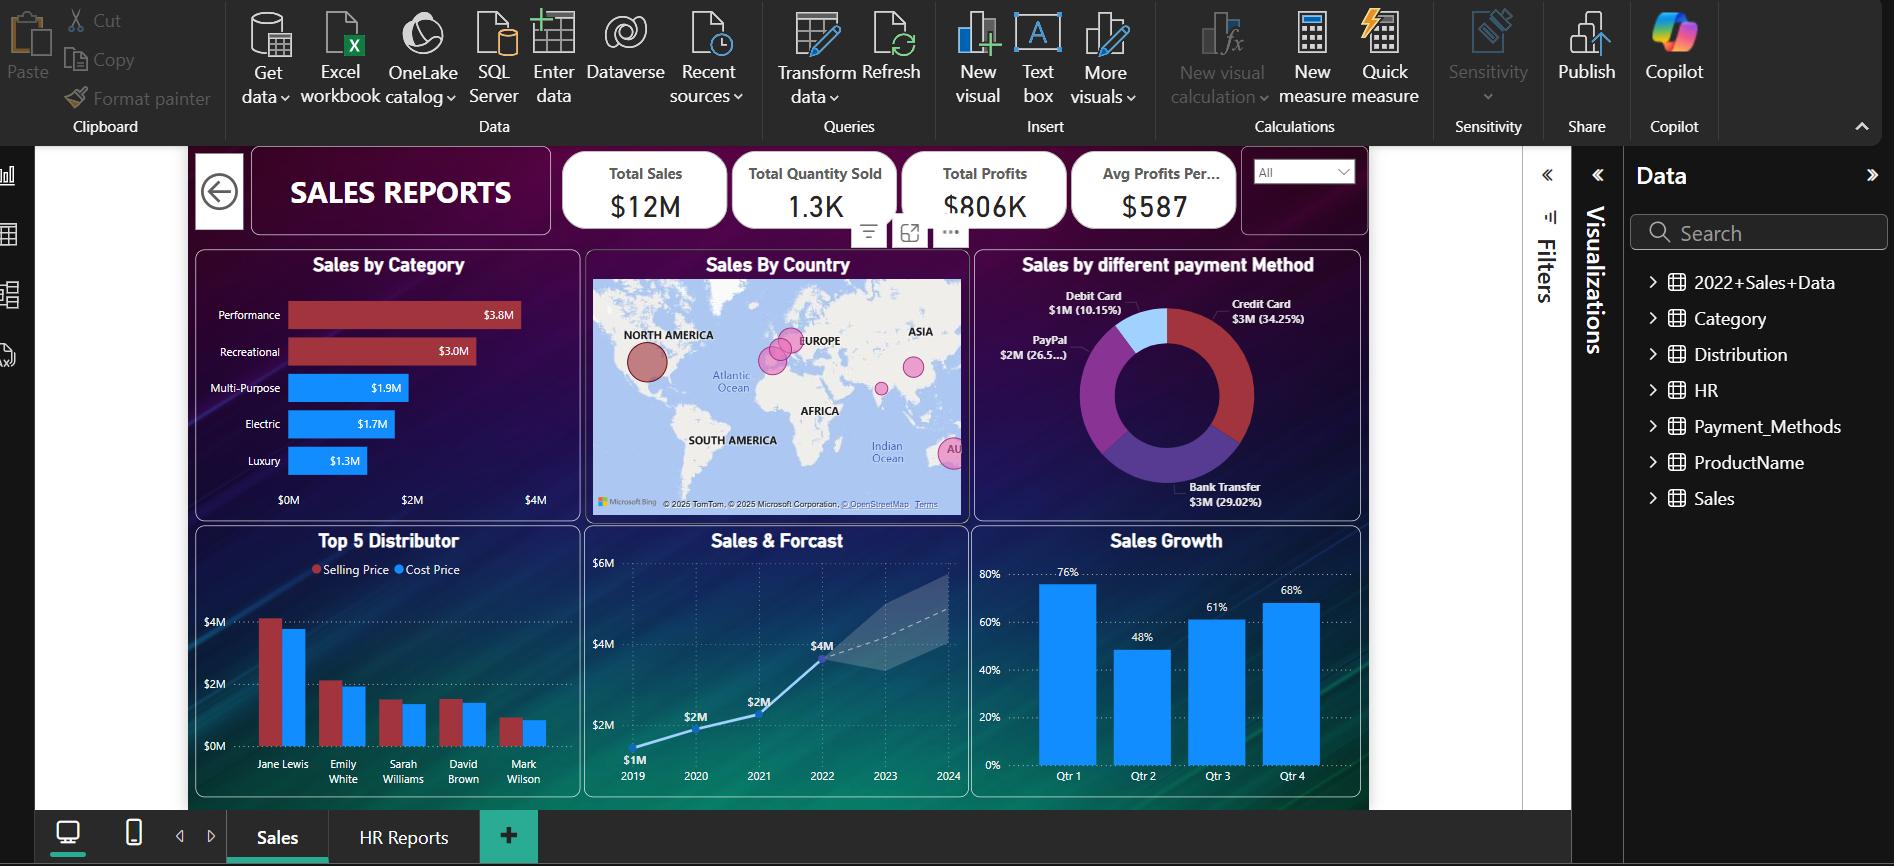 Paste
Cut
Copy
Format painter
Clipboard
Get data
Excel workbook
OneLake catalog
SQL Server
Enter data
Dataverse
Recent sources
Data
Transform data
Refresh
Queries
New visual
Text box
More visuals
Insert
New visual calculation
New measure
Quick measure
Calculations
Sensitivity
Sensitivity
Publish
Share
Copilot
Copilot
SALES REPORTS
Total Sales
$12M
Total Quantity Sold
1.3K
Total Profits
$806K
Avg Profits Per...
$587
All
Sales by Category
Performance
$3.8M
Recreational
$3.0M
Multi-Purpose
$1.9M
Electric
$1.7M
Luxury
$1.3M
$0M
$2M
$4M
Sales By Country
NORTH AMERICA
EUROPE
ASIA
Atlantic
Ocean
AFRICA
SOUTH AMERICA
Indian
Ocean
AU
Microsoft Bing
© 2025 TomTom, © 2025 Microsoft Corporation, © OpenStreetMap Terms
Sales by different payment Method
Debit Card
$1M (10.15%)
Credit Card
$3M (34.25%)
PayPal
$2M (26.5...)
Bank Transfer
$3M (29.02%)
Top 5 Distributor
Selling Price Cost Price
$4M
$2M
$0M
Jane Lewis
Emily
White
Sarah
Williams
David
Brown
Mark
Wilson
Sales & Forcast
$6M
$4M
$2M
$1M
$2M
$2M
$4M
2019 2020 2021 2022 2023 2024
Sales Growth
80%
60%
40%
20%
0%
76%
48%
61%
68%
Qtr 1 Qtr 2 Qtr 3 Qtr 4
Filters
Visualizations
Data
Search
2022+Sales+Data
Category
Distribution
HR
Payment_Methods
ProductName
Sales
Sales
HR Reports